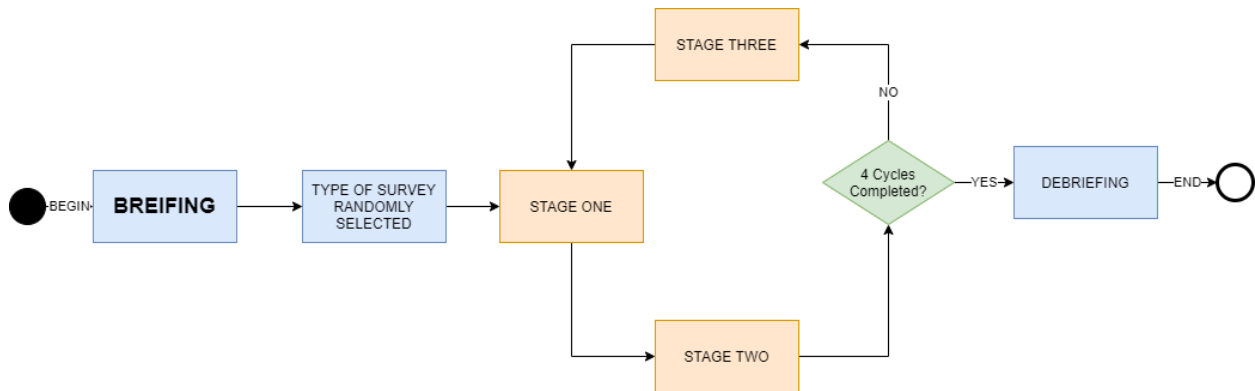 BEGIN
BREIFING
TYPE OF SURVEY
RANDOMLY
SELECTED
STAGE ONE
STAGE TWO
4 Cycles
Completed?
NO
STAGE THREE
YES
DEBRIEFING
END